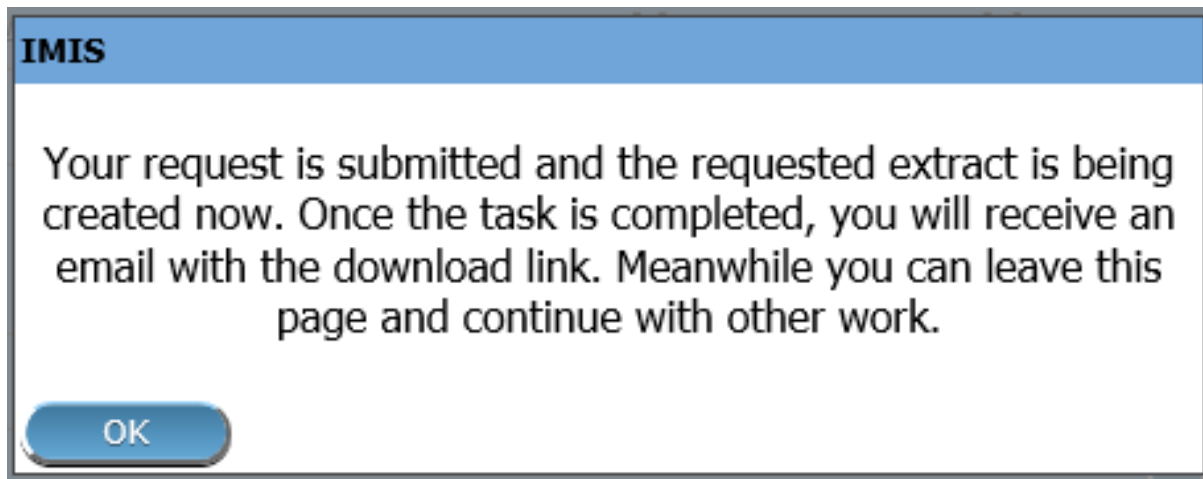 IMIS
Your request is submitted and the requested extract is being
created now. Once the task is completed, you will receive an
email with the download link. Meanwhile you can leave this
page and continue with other work.
OK